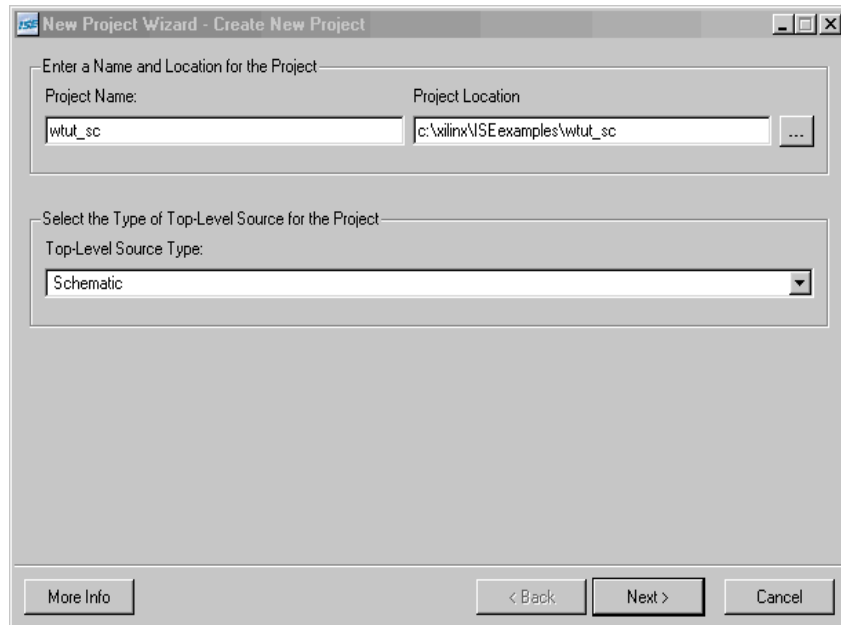 ISE New Project Wizard - Create New Project
Enter a Name and Location for the Project
Project Name: Project Location
wtut_sc c:\xilinx\ISEexamples\wtut_sc ...
Select the Type of Top-Level Source for the Project
Top-Level Source Type:
Schematic
More Info < Back Next > Cancel